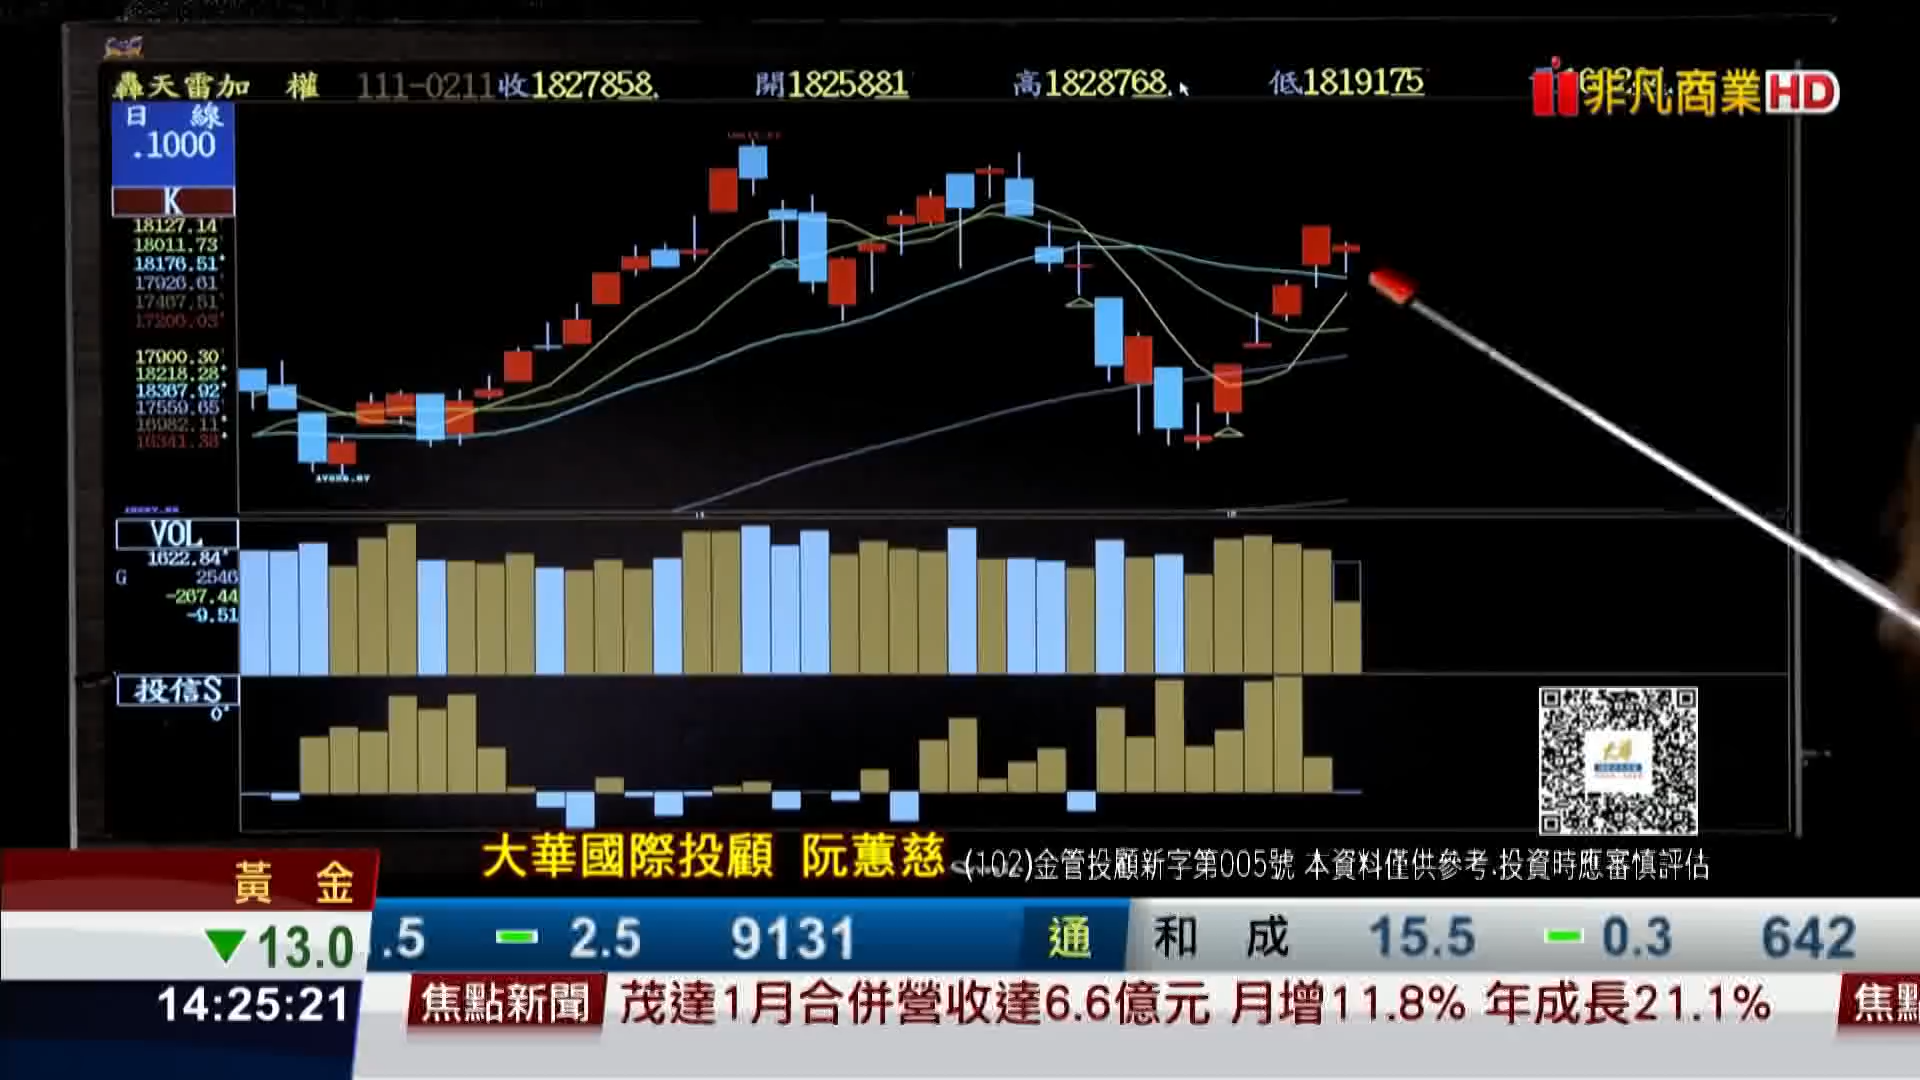 轟天雷加 權 111-0211 收1827858. 開1825881 高1828768. 低1819175
非凡商業HD
日 線
.1000
K
18127.14
18011.73
18176.51
17926.61
17467.51
17200.03
17900.30
18218.28
18367.92
17559.65
16982.11
16341.38
VOL
1622.84
G 2546
-267.44
-9.51
投信S
0
大華國際投顧 阮蕙慈 (102)金管投顧新字第005號 本資料僅供參考.投資時應審慎評估
黃 金
▼13.0
.5 2.5 9131 通 和 成 15.5 0.3 642
14:25:21
焦點新聞 茂達1月合併營收達6.6億元 月增11.8% 年成長21.1% 焦點